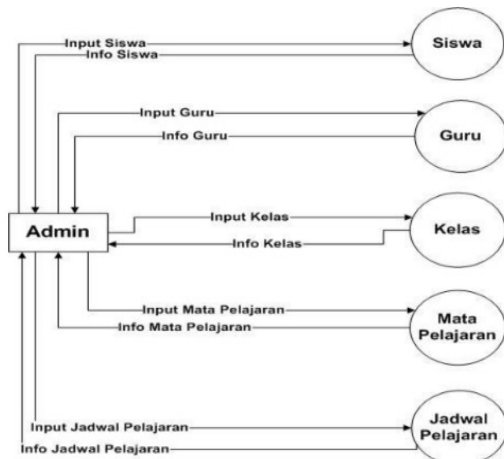 Input Siswa
Info Siswa
Siswa
Input Guru
Info Guru
Guru
Admin
Input Kelas
Info Kelas
Kelas
Input Mata Pelajaran
Info Mata Pelajaran
Mata
Pelajaran
Input Jadwal Pelajaran
Info Jadwal Pelajaran
Jadwal
Pelajaran